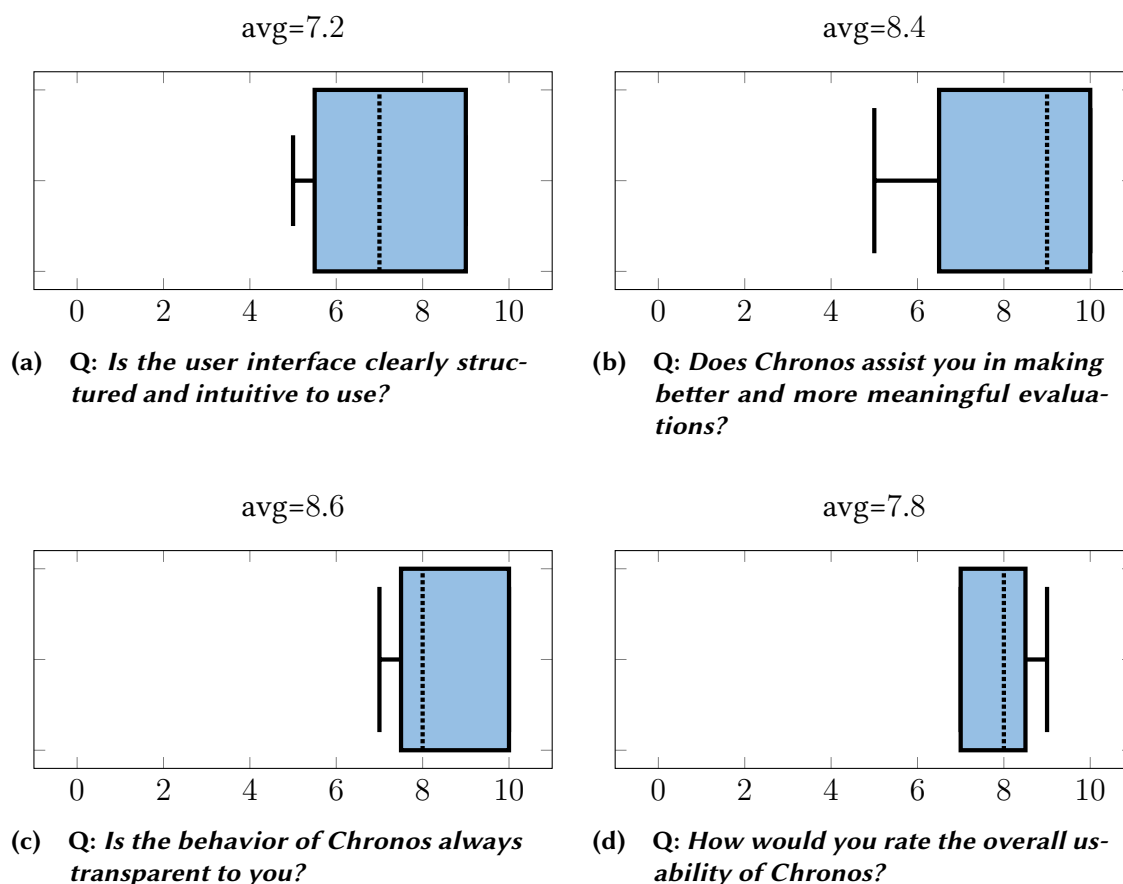 avg=7.2
0 2 4 6 8 10
(a) Q: Is the user interface clearly struc-
tured and intuitive to use?
avg=8.4
0 2 4 6 8 10
(b) Q: Does Chronos assist you in making
better and more meaningful evalua-
tions?
avg=8.6
0 2 4 6 8 10
(c) Q: Is the behavior of Chronos always
transparent to you?
avg=7.8
0 2 4 6 8 10
(d) Q: How would you rate the overall us-
ability of Chronos?